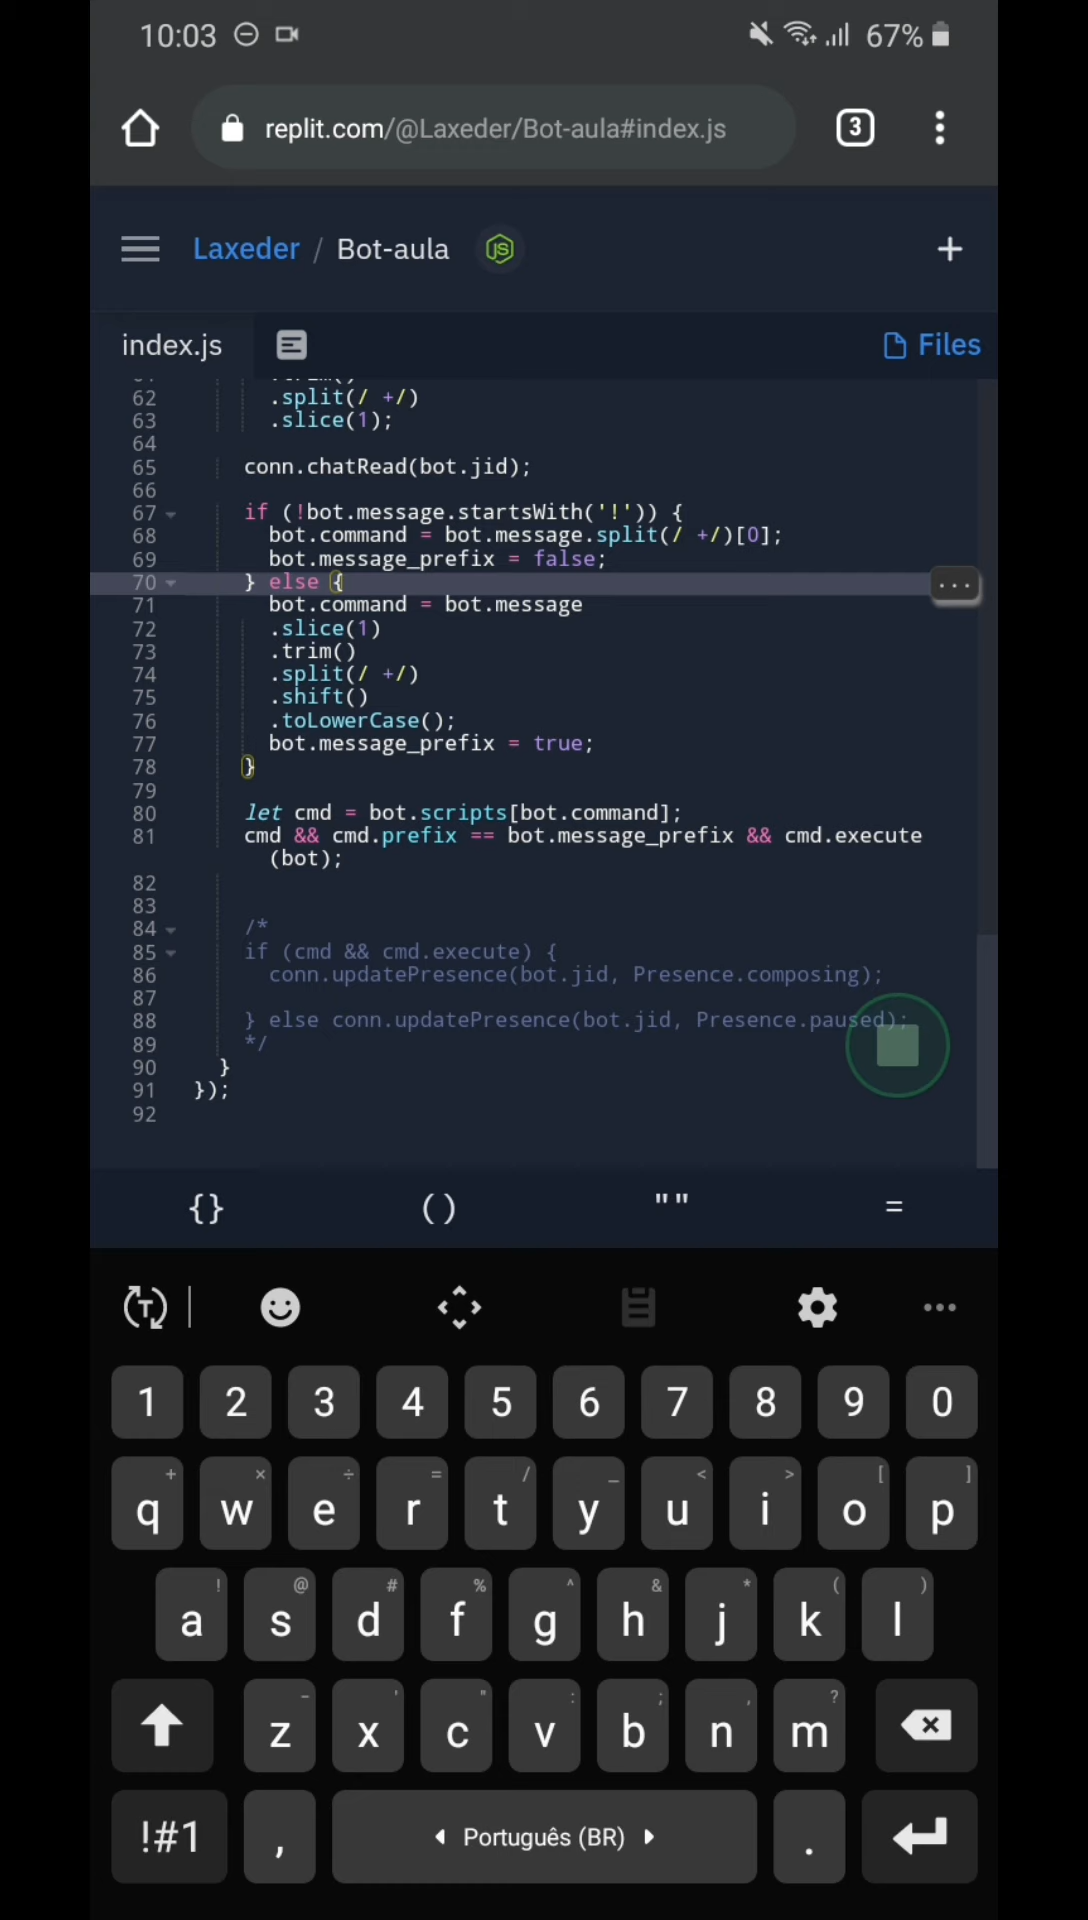 10:03 67%
replit.com/@Laxeder/Bot-aula#index.js 3
Laxeder / Bot-aula JS +
index.js Files
62 .split(/ +/)
63 .slice(1);
64
65 conn.chatRead(bot.jid);
66
67 if (!bot.message.startsWith('!')) {
68 bot.command = bot.message.split(/ +/)[0];
69 bot.message_prefix = false;
70 } else {
71 bot.command = bot.message
72 .slice(1)
73 .trim()
74 .split(/ +/)
75 .shift()
76 .toLowerCase();
77 bot.message_prefix = true;
78 }
79
80 let cmd = bot.scripts[bot.command];
81 cmd && cmd.prefix == bot.message_prefix && cmd.execute
(bot);
82
83
84 /*
85 if (cmd && cmd.execute) {
86 conn.updatePresence(bot.jid, Presence.composing);
87
88 } else conn.updatePresence(bot.jid, Presence.paused);
89 */
90 }
91 });
92
{} () "" =
T
1 2 3 4 5 6 7 8 9 0
+ × ÷ = / _ < > [ ]
q w e r t y u i o p
! @ # % ^ & * ( )
a s d f g h j k l
- ' " : ; , ?
z x c v b n m
!#1 , Português (BR) .